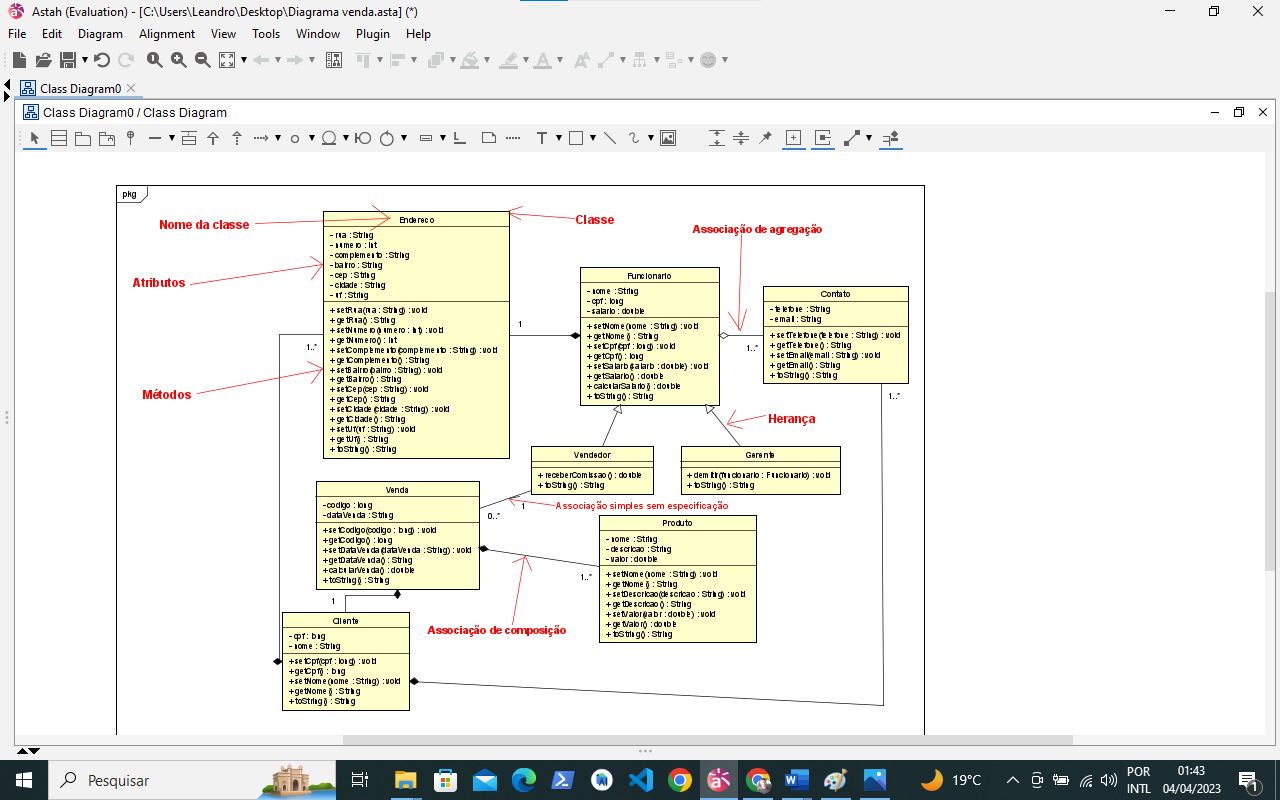 Astah (Evaluation) - [C:\Users\Leandro\Desktop\Diagrama venda.asta] (*)
File Edit Diagram Alignment View Tools Window Plugin Help
Class Diagram0
Class Diagram0 / Class Diagram
pkg
Nome da classe
Classe
Atributos
Métodos
Endereco
- rua : String
- numero : int
- complemento : String
- bairro : String
- cep : String
- cidade : String
- uf : String
+ setRua(rua : String) : void
+ getRua() : String
+ setNumero(numero : int) : void
+ getNumero() : int
+ setComplemento(complemento : String) : void
+ getComplemento() : String
+ setBairro(bairro : String) : void
+ getBairro() : String
+ setCep(cep : String) : void
+ getCep() : String
+ setCidade(cidade : String) : void
+ getCidade() : String
+ setUf(uf : String) : void
+ getUf() : String
+ toString() : String
1
1..*
Associação de agregação
Funcionario
- nome : String
- cpf : long
- salario : double
+ setNome(nome : String) : void
+ getNome() : String
+ setCpf(cpf : long) : void
+ getCpf() : long
+ setSalario(salario : double) : void
+ getSalario() : double
+ calcularSalario() : double
+ toString() : String
1..*
Contato
- telefone : String
- email : String
+ setTelefone(telefone : String) : void
+ getTelefone() : String
+ setEmail(email : String) : void
+ getEmail() : String
+ toString() : String
1..*
Herança
Vendedor
+ receberComissao() : double
+ toString() : String
Gerente
+ demitir(funcionario : Funcionario) : void
+ toString() : String
Venda
- codigo : long
- dataVenda : String
+ setCodigo(codigo : long) : void
+ getCodigo() : long
+ setDataVenda(dataVenda : String) : void
+ getDataVenda() : String
+ calcularVenda() : double
+ toString() : String
0..*
1
Associação simples sem especificação
Produto
- nome : String
- descricao : String
- valor : double
+ setNome(nome : String) : void
+ getNome() : String
+ setDescricao(descricao : String) : void
+ getDescricao() : String
+ setValor(valor : double) : void
+ getValor() : double
+ toString() : String
1..*
1
Associação de composição
Cliente
- cpf : long
- nome : String
+ setCpf(cpf : long) : void
+ getCpf() : long
+ setNome(nome : String) : void
+ getNome() : String
+ toString() : String
Pesquisar
19°C
POR
INTL
01:43
04/04/2023
1